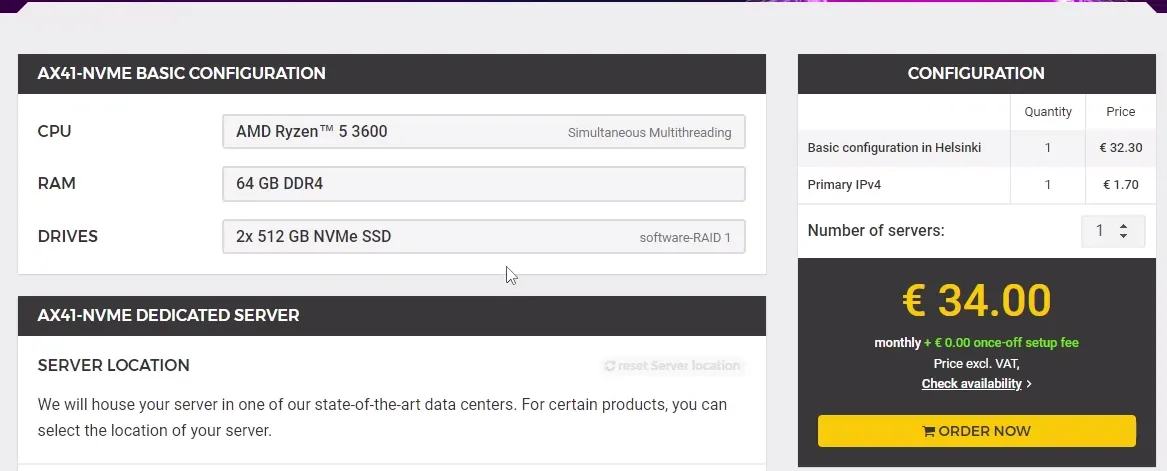 AX41-NVME BASIC CONFIGURATION
CPU
AMD Ryzen™ 5 3600
Simultaneous Multithreading
RAM
64 GB DDR4
DRIVES
2x 512 GB NVMe SSD
software-RAID 1
AX41-NVME DEDICATED SERVER
SERVER LOCATION
reset Server location
We will house your server in one of our state-of-the-art data centers. For certain products, you can
select the location of your server.
CONFIGURATION
Quantity Price
Basic configuration in Helsinki 1 € 32.30
Primary IPv4 1 € 1.70
Number of servers: 1
€ 34.00
monthly + € 0.00 once-off setup fee
Price excl. VAT,
Check availability ›
ORDER NOW